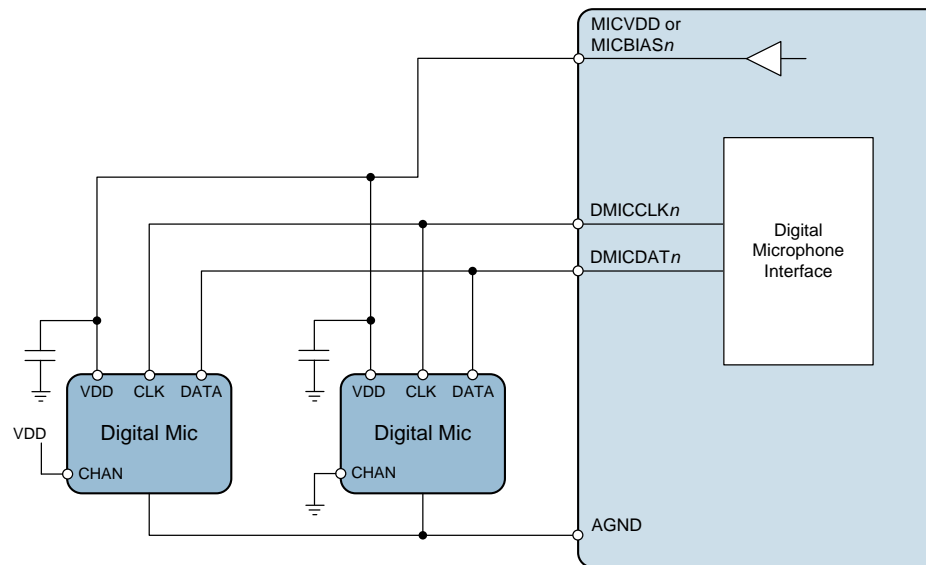 MICVDD or
MICBIASn
DMICCLKn
DMICDATn
Digital
Microphone
Interface
VDD CLK DATA
Digital Mic
VDD
CHAN
VDD CLK DATA
Digital Mic
CHAN
AGND